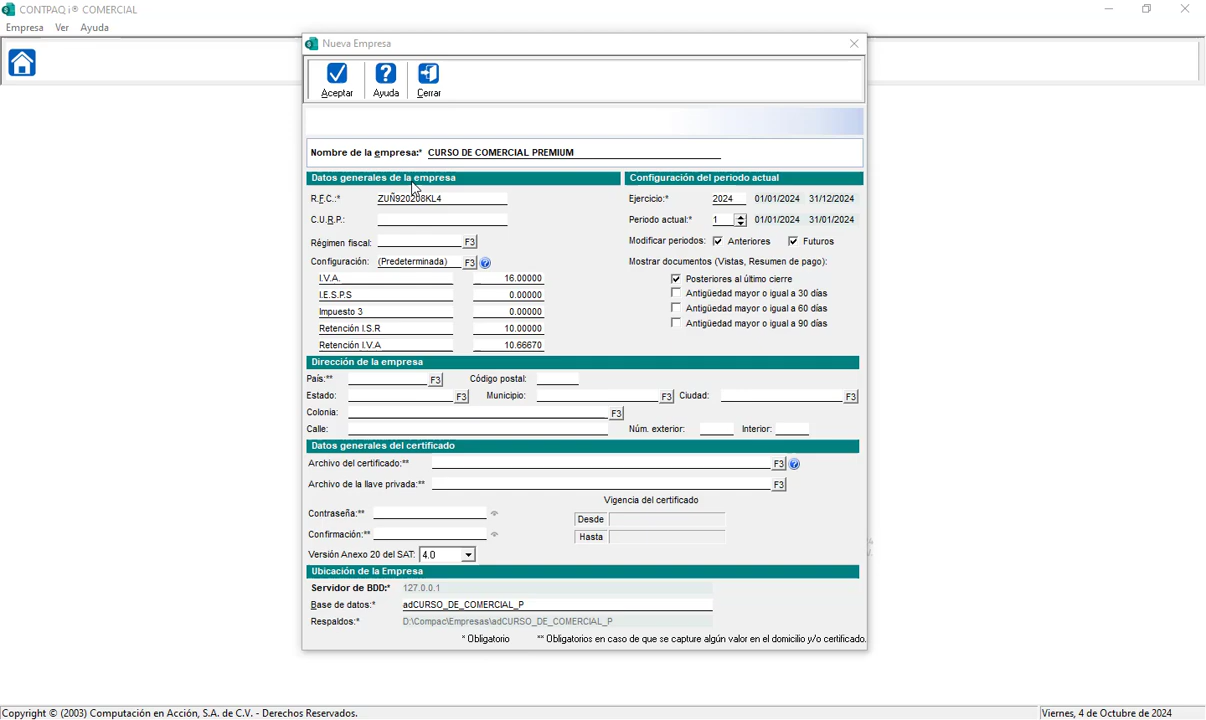 CONTPAQ i® COMERCIAL
Empresa Ver Ayuda
Nueva Empresa
Aceptar Ayuda Cerrar
Nombre de la empresa:* CURSO DE COMERCIAL PREMIUM
Datos generales de la empresa
R.F.C.:* ZUÑ920208KL4
C.U.R.P.:
Régimen fiscal: F3
Configuración: (Predeterminada) F3
I.V.A. 16.00000
I.E.S.P.S 0.00000
Impuesto 3 0.00000
Retención I.S.R 10.00000
Retención I.V.A 10.66670
Configuración del periodo actual
Ejercicio:* 2024 01/01/2024 31/12/2024
Periodo actual:* 1 01/01/2024 31/01/2024
Modificar periodos: Anteriores Futuros
Mostrar documentos (Vistas, Resumen de pago):
Posteriores al último cierre
Antigüedad mayor o igual a 30 días
Antigüedad mayor o igual a 60 días
Antigüedad mayor o igual a 90 días
Dirección de la empresa
País:** F3 Código postal:
Estado: F3 Municipio: F3 Ciudad: F3
Colonia: F3
Calle: Núm. exterior: Interior:
Datos generales del certificado
Archivo del certificado:** F3
Archivo de la llave privada:** F3
Vigencia del certificado
Contraseña:** Desde
Confirmación:** Hasta
Versión Anexo 20 del SAT: 4.0
Ubicación de la Empresa
Servidor de BDD:* 127.0.0.1
Base de datos:* adCURSO_DE_COMERCIAL_P
Respaldos:* D:\Compac\Empresas\adCURSO_DE_COMERCIAL_P
* Obligatorio ** Obligatorios en caso de que se capture algún valor en el domicilio y/o certificado.
Copyright © (2003) Computación en Acción, S.A. de C.V. - Derechos Reservados. Viernes, 4 de Octubre de 2024